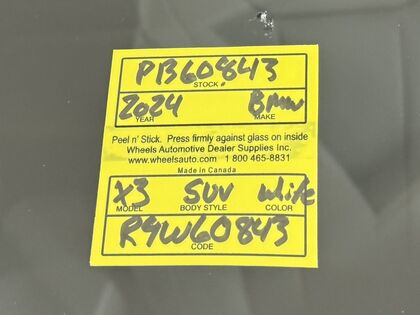 PB60843
STOCK #
2024 BMW
YEAR MAKE
Peel n' Stick. Press firmly against glass on inside
Wheels Automotive Dealer Supplies Inc.
www.wheelsauto.com 1 800 465-8831
Made in Canada
X3 SUV white
MODEL BODY STYLE COLOR
R9W60843
CODE